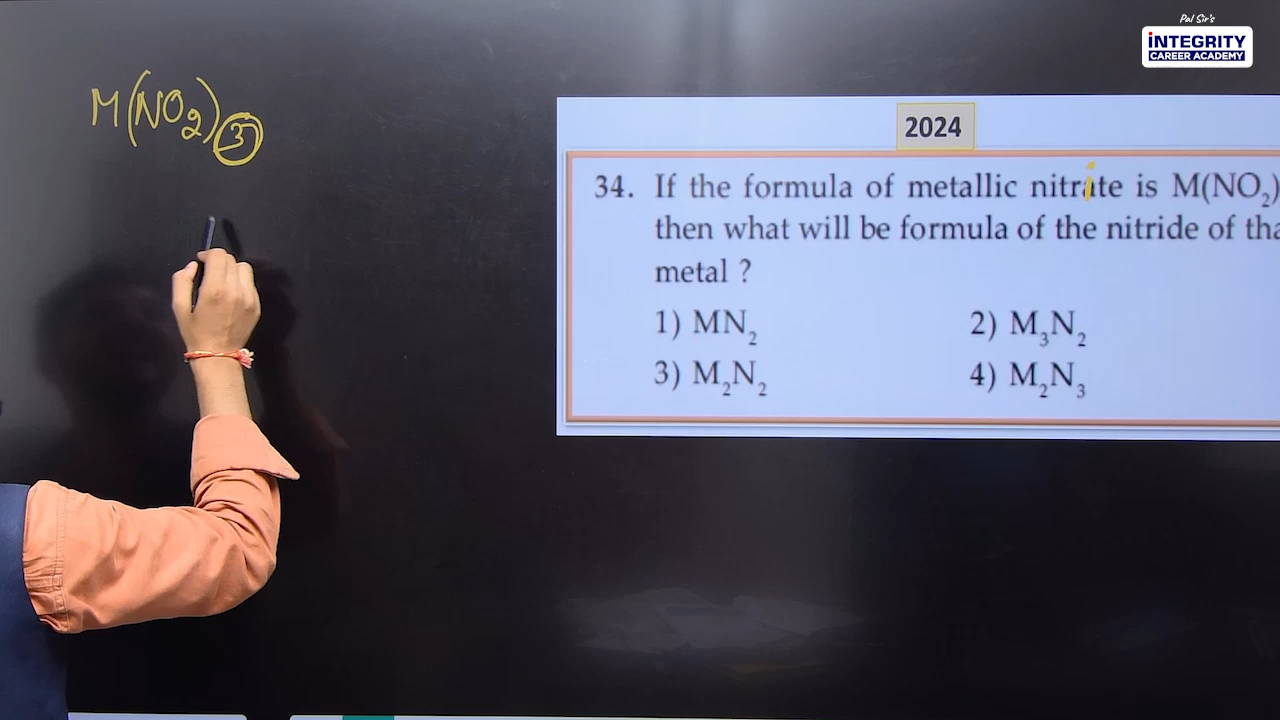 Pal Sir's
iNTEGRITY
CAREER ACADEMY
M(NO₂)③
2024
34. If the formula of metallic nitrite is M(NO₂)
then what will be formula of the nitride of tha
metal ?
1) MN₂ 2) M₃N₂
3) M₂N₂ 4) M₂N₃